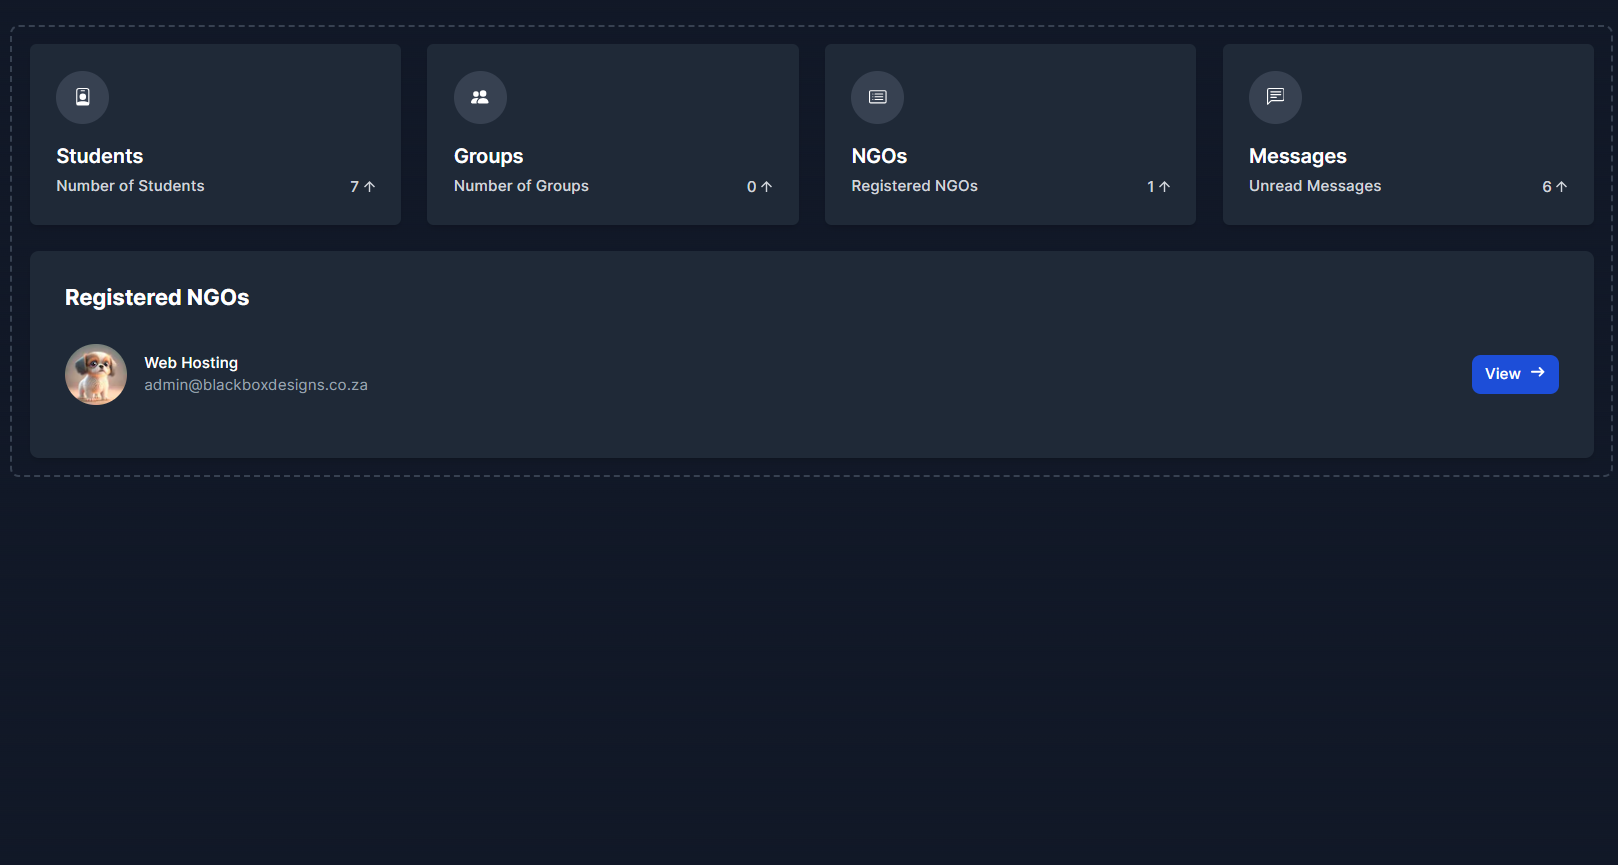 Students
Number of Students 7
Groups
Number of Groups 0
NGOs
Registered NGOs 1
Messages
Unread Messages 6
Registered NGOs
Web Hosting
admin@blackboxdesigns.co.za
View